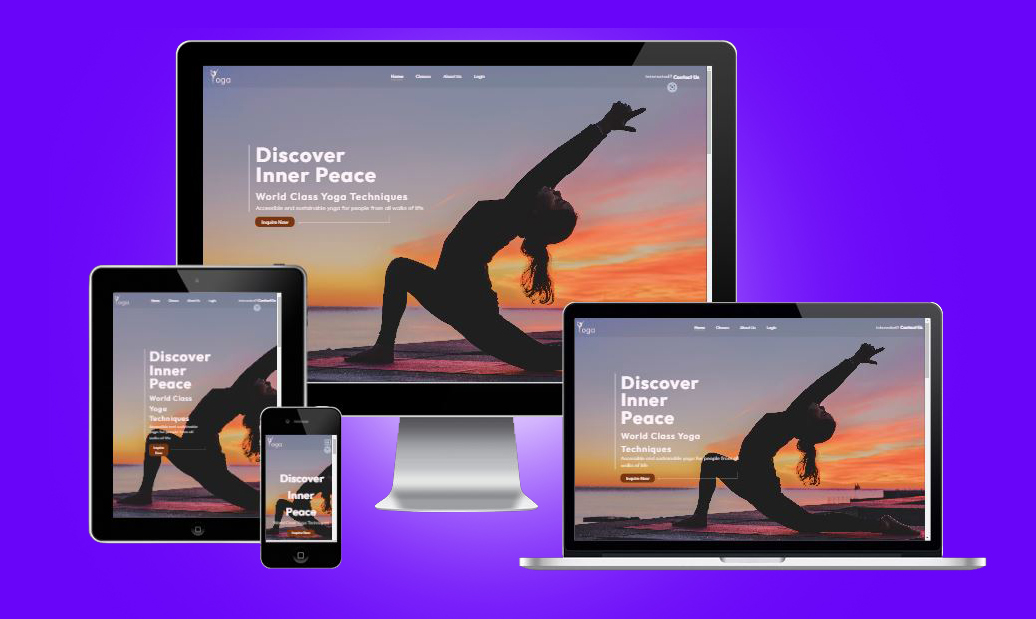 Yoga
Home Classes About Us Login
Interested? Contact Us
Discover
Inner Peace
World Class Yoga Techniques
Accessible and sustainable yoga for people from all walks of life
Inquire Now
Yoga
Home Classes About Us Login
Interested? Contact Us
Discover
Inner
Peace
World Class
Yoga
Techniques
Accessible and sustainable
yoga for people from all
walks of life
Inquire
Now
Yoga
Discover
Inner
Peace
World Class Yoga Techniques
Inquire Now
Yoga
Home Classes About Us Login
Interested? Contact Us
Discover
Inner
Peace
World Class Yoga
Techniques
Accessible and sustainable yoga for people from all
walks of life
Inquire Now